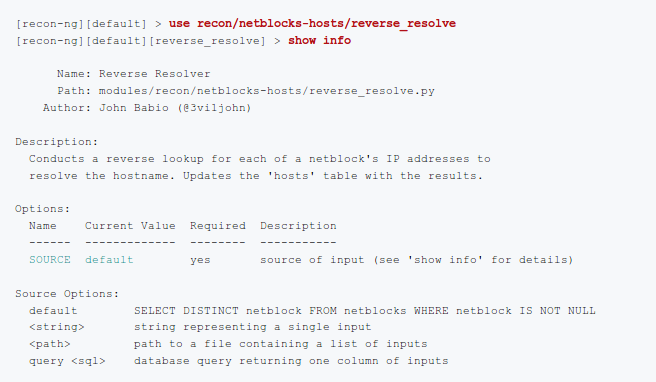 [recon-ng][default] > use recon/netblocks-hosts/reverse_resolve
[recon-ng][default][reverse_resolve] > show info
Name: Reverse Resolver
Path: modules/recon/netblocks-hosts/reverse_resolve.py
Author: John Babio (@3viljohn)
Description:
Conducts a reverse lookup for each of a netblock's IP addresses to
resolve the hostname. Updates the 'hosts' table with the results.
Options:
Name Current Value Required Description
------ ------------- -------- -----------
SOURCE default yes source of input (see 'show info' for details)
Source Options:
default SELECT DISTINCT netblock FROM netblocks WHERE netblock IS NOT NULL
<string> string representing a single input
<path> path to a file containing a list of inputs
query <sql> database query returning one column of inputs